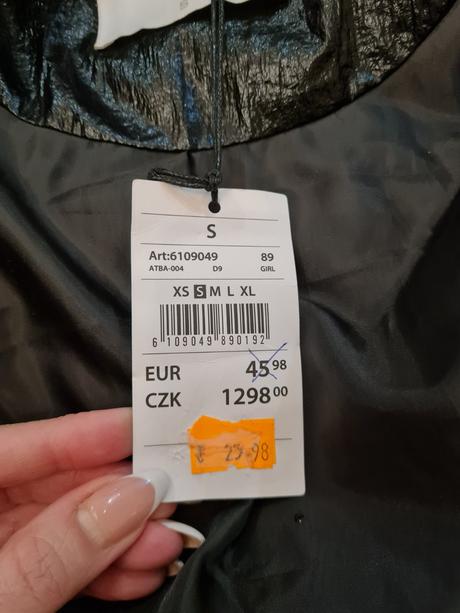 S
Art:6109049 89
ATBA-004 D9 GIRL
XS S M L XL
6 109049 890192
EUR 45 98
CZK 1298 00
25.98